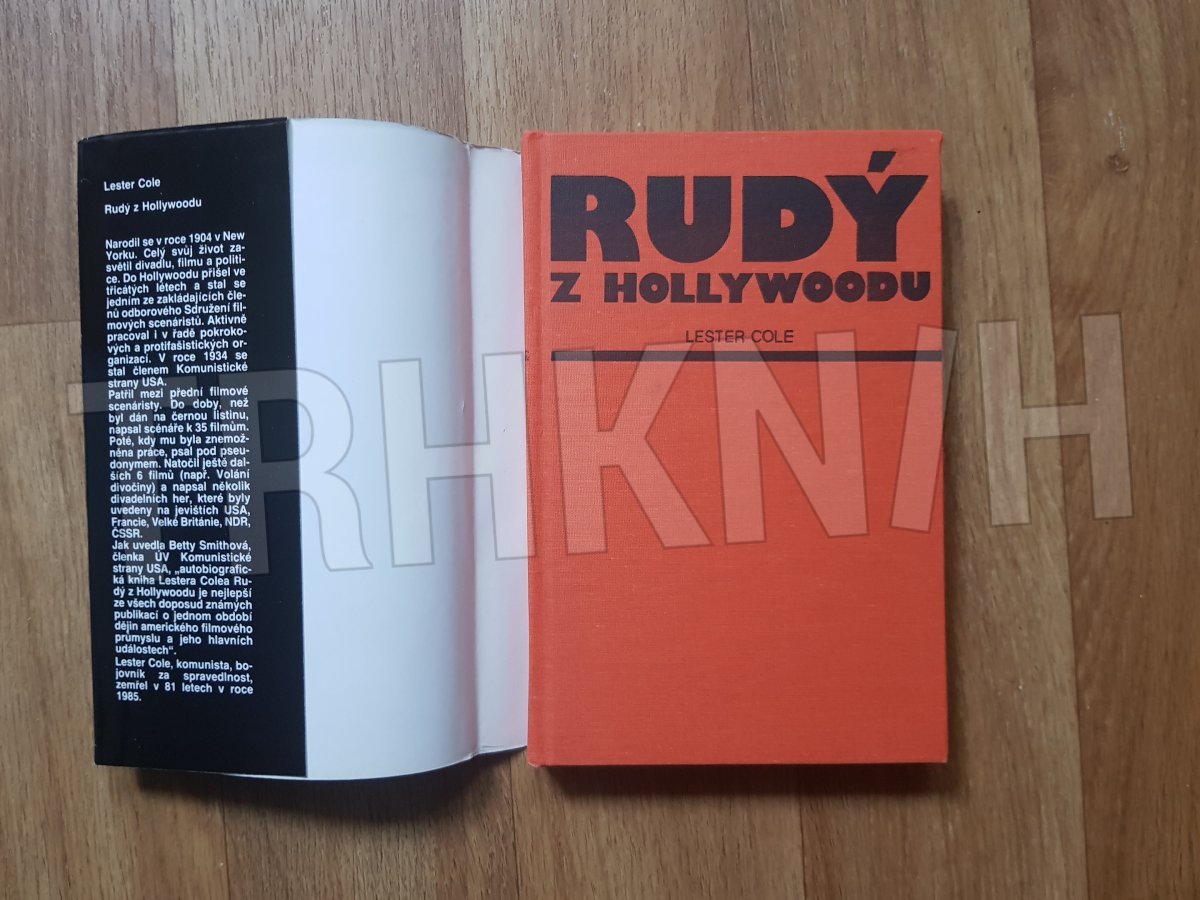 Lester Cole
Rudý z Hollywoodu
Narodil se v roce 1904 v New
Yorku. Celý svůj život za-
světil divadlu, filmu a politi-
ce. Do Hollywoodu přišel ve
třicátých létech a stal se
jedním ze zakládajících čle-
nů odborového Sdružení fil-
mových scenáristů. Aktivně
pracoval i v řadě pokroko-
vých a protifašistických or-
ganizací. V roce 1934 se
stal členem Komunistické
strany USA.
Patřil mezi přední filmové
scenáristy. Do doby, než
byl dán na černou listinu,
napsal scénáře k 35 filmům.
Poté, kdy mu byla znemož-
něna práce, psal pod pseu-
donymem. Natočil ještě dal-
ších 6 filmů (např. Volání
divočiny) a napsal několik
divadelních her, které byly
uvedeny na jevištích USA,
Francie, Velké Británie, NDR,
ČSSR.
Jak uvedla Betty Smithová,
členka ÚV Komunistické
strany USA, „autobiografic-
ká kniha Lestera Colea Ru-
dý z Hollywoodu je nejlepší
ze všech doposud známých
publikací o jednom období
dějin amerického filmového
průmyslu a jeho hlavních
událostech“.
Lester Cole, komunista, bo-
jovník za spravedlnost,
zemřel v 81 letech v roce
1985.
RUDÝ
Z HOLLYWOODU
LESTER COLE
TRHKNIH